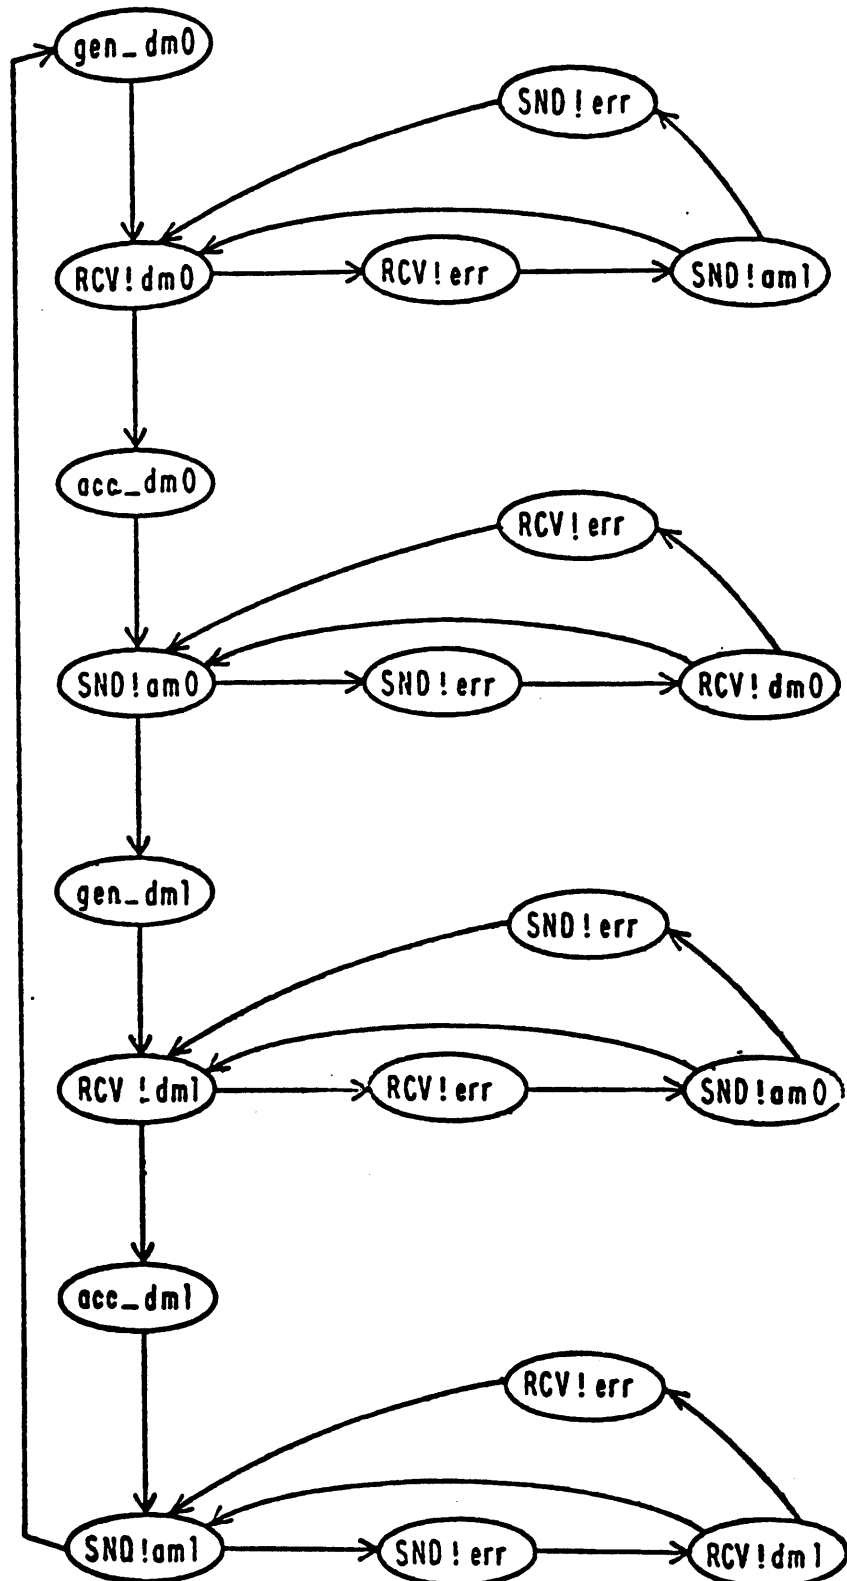 gen_dm0
SND!err
RCV!dm0
RCV!err
SND!am1
acc_dm0
RCV!err
SND!am0
SND!err
RCV!dm0
gen_dm1
SND!err
RCV!dm1
RCV!err
SND!am0
acc_dm1
RCV!err
SND!am1
SND!err
RCV!dm1